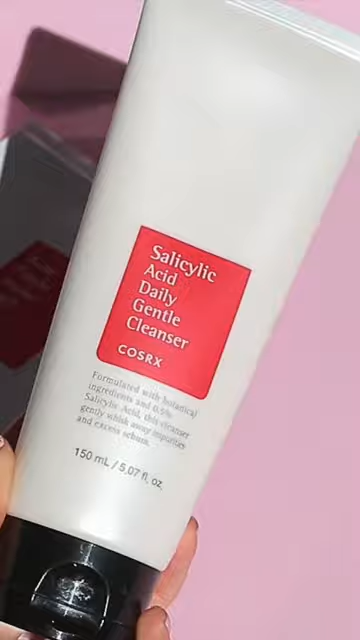 Salicylic
Acid
Daily
Gentle
Cleanser
COSRX
Formulated with botanical
ingredients and 0.5%
Salicylic Acid, this cleanser
gently whisk away impurities
and excess sebum.
150 mL / 5.07 fl. oz.